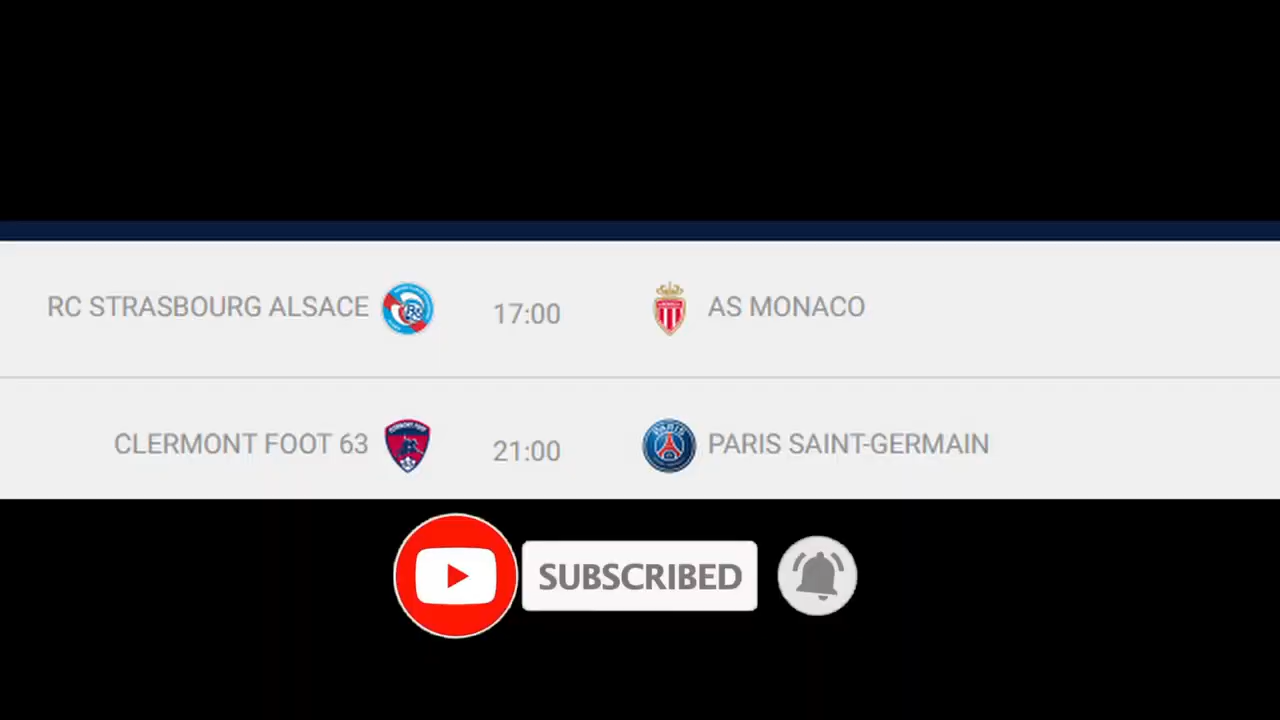 RC STRASBOURG ALSACE 17:00 AS MONACO
CLERMONT FOOT 63 21:00 PARIS SAINT-GERMAIN
SUBSCRIBED